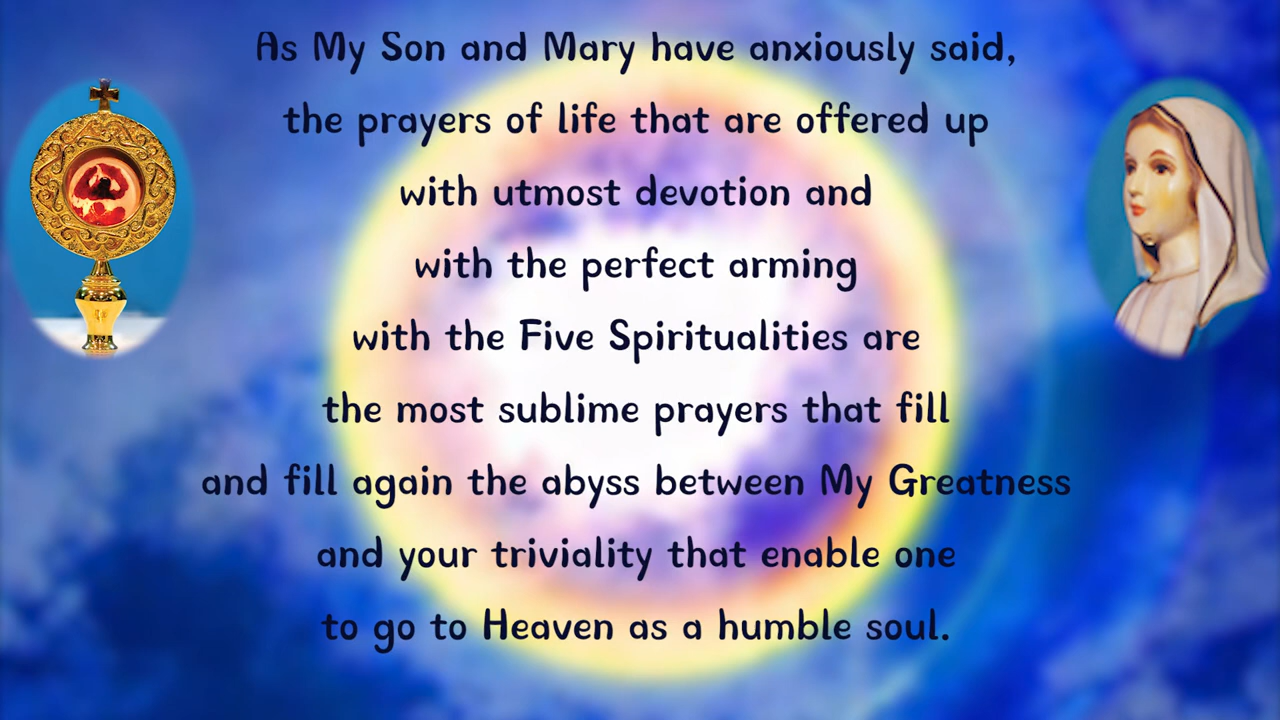 As My Son and Mary have anxiously said,
the prayers of life that are offered up
with utmost devotion and
with the perfect arming
with the Five Spiritualities are
the most sublime prayers that fill
and fill again the abyss between My Greatness
and your triviality that enable one
to go to Heaven as a humble soul.